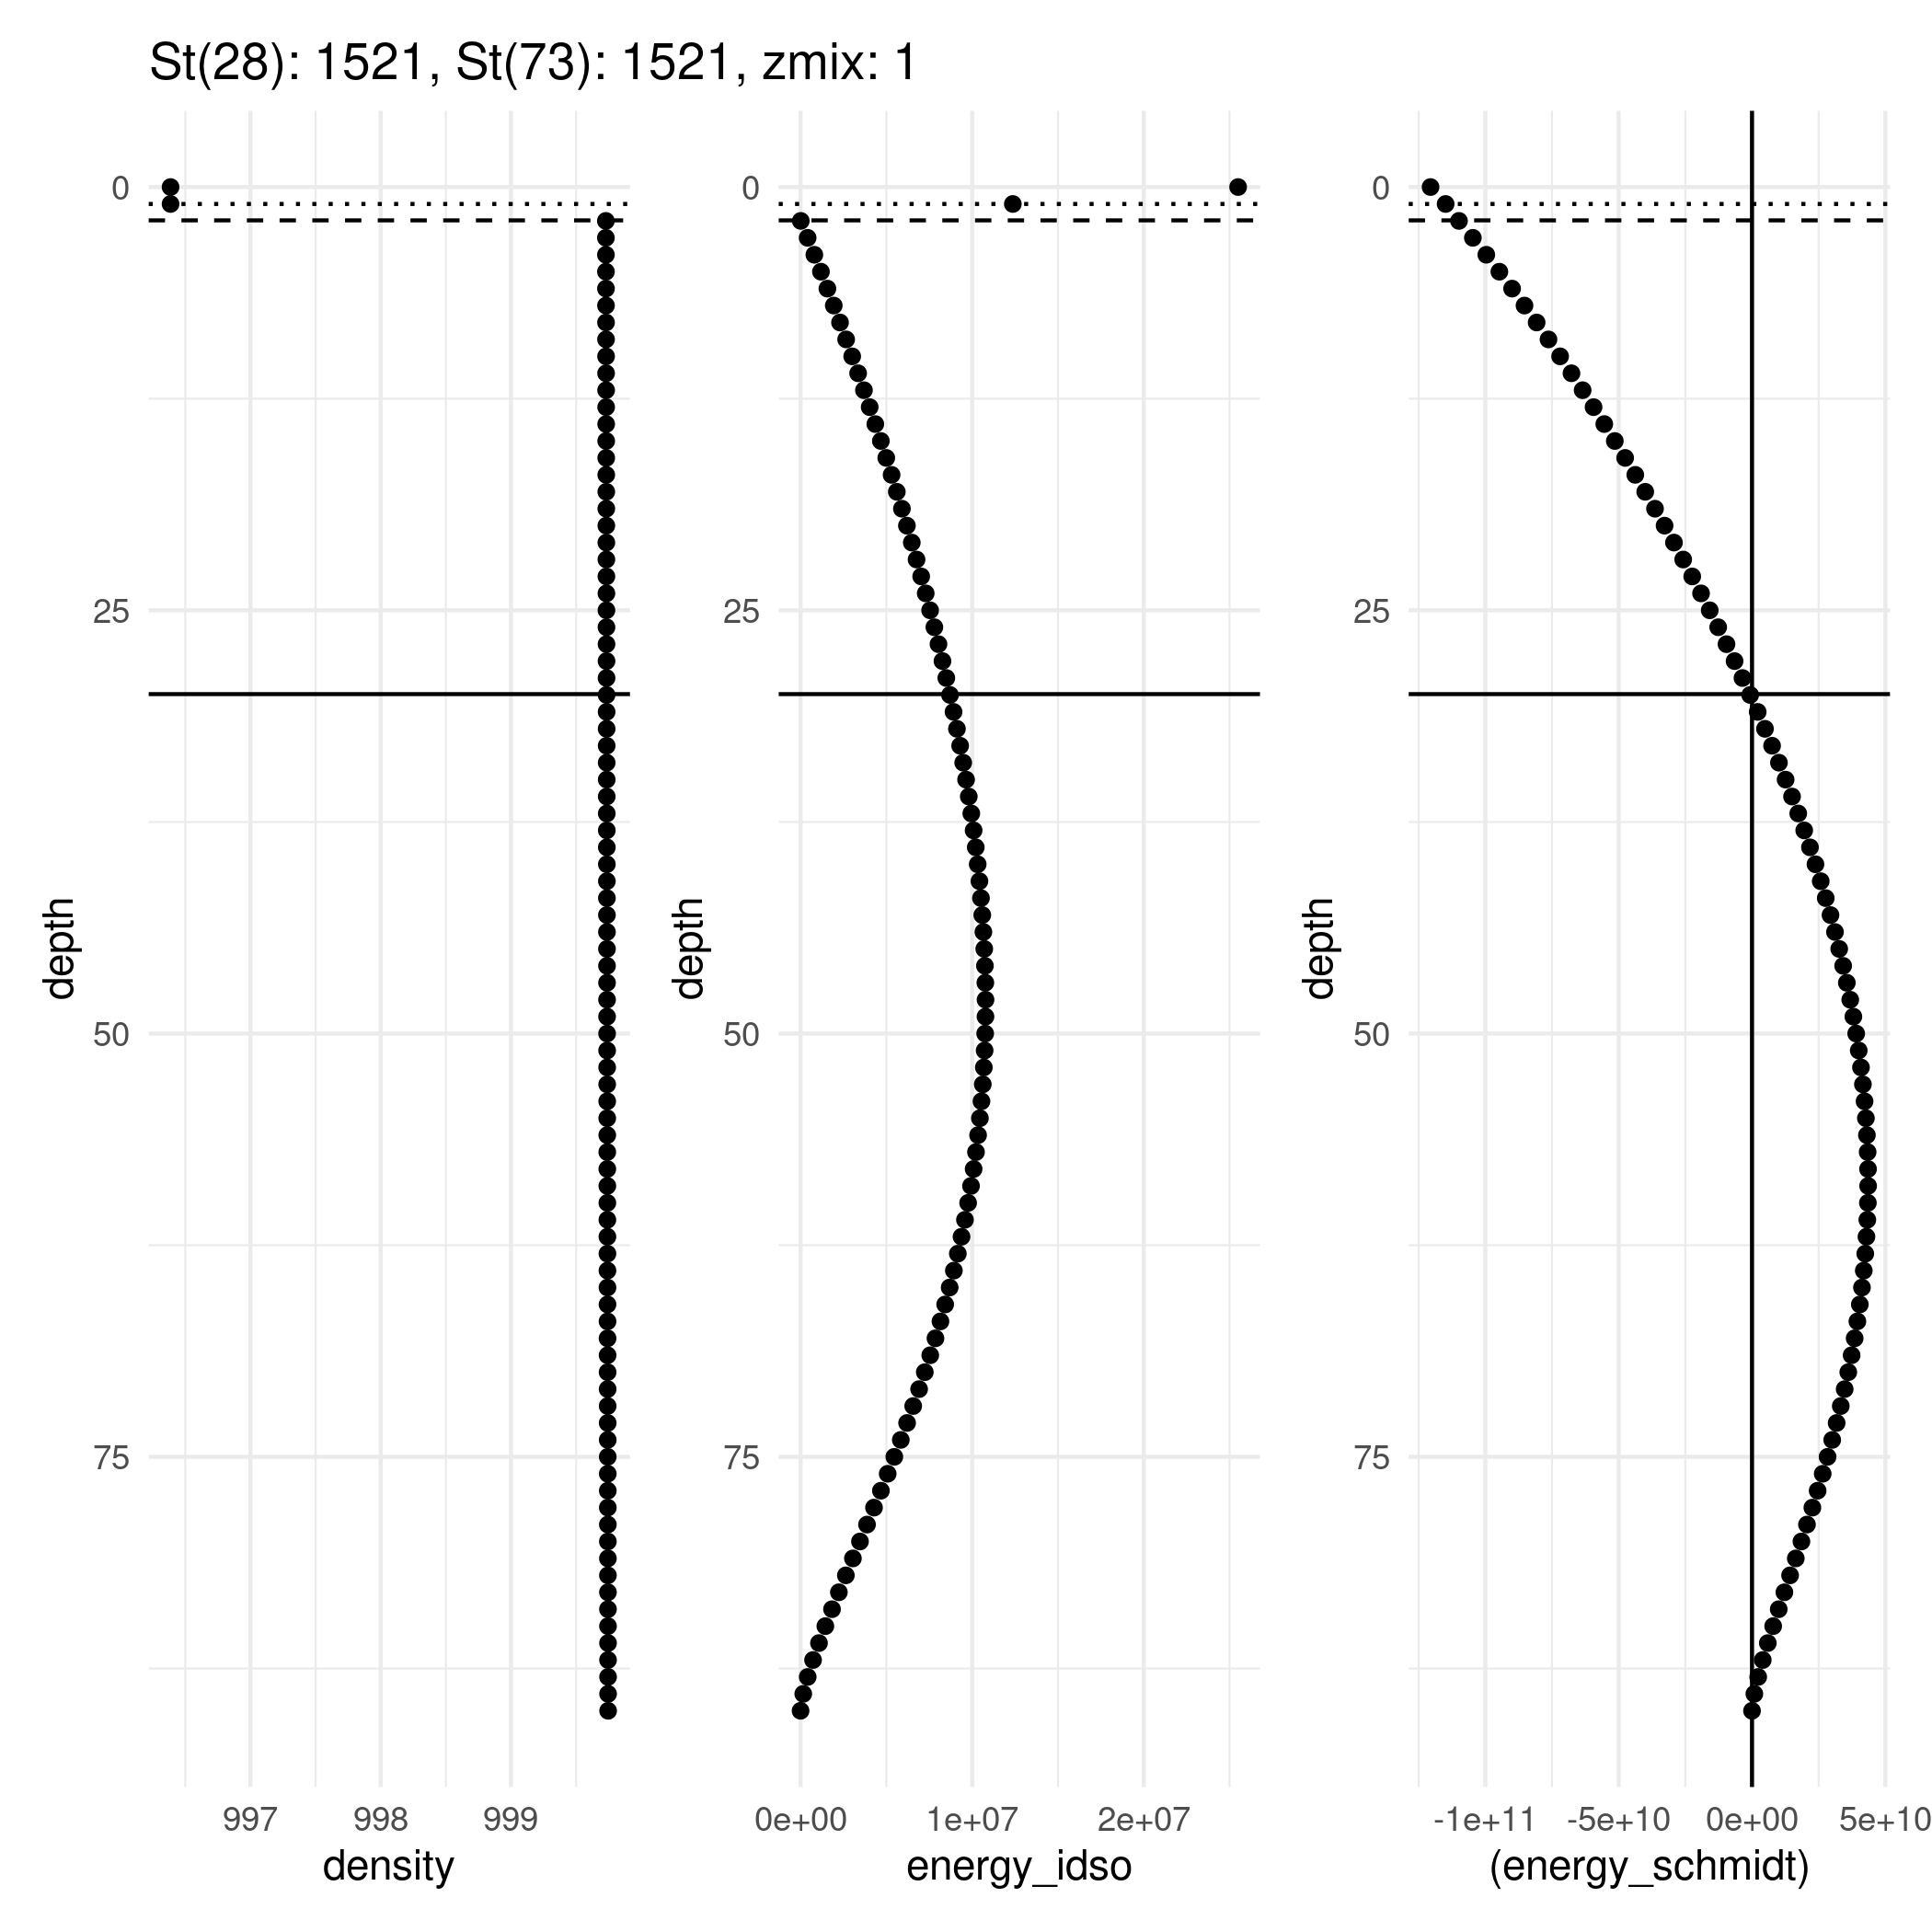 St(28): 1521, St(73): 1521, zmix: 1
depth
0
25
50
75
997 998 999
density
depth
0
25
50
75
0e+00 1e+07 2e+07
energy_idso
depth
0
25
50
75
-1e+11 -5e+10 0e+00 5e+10
(energy_schmidt)